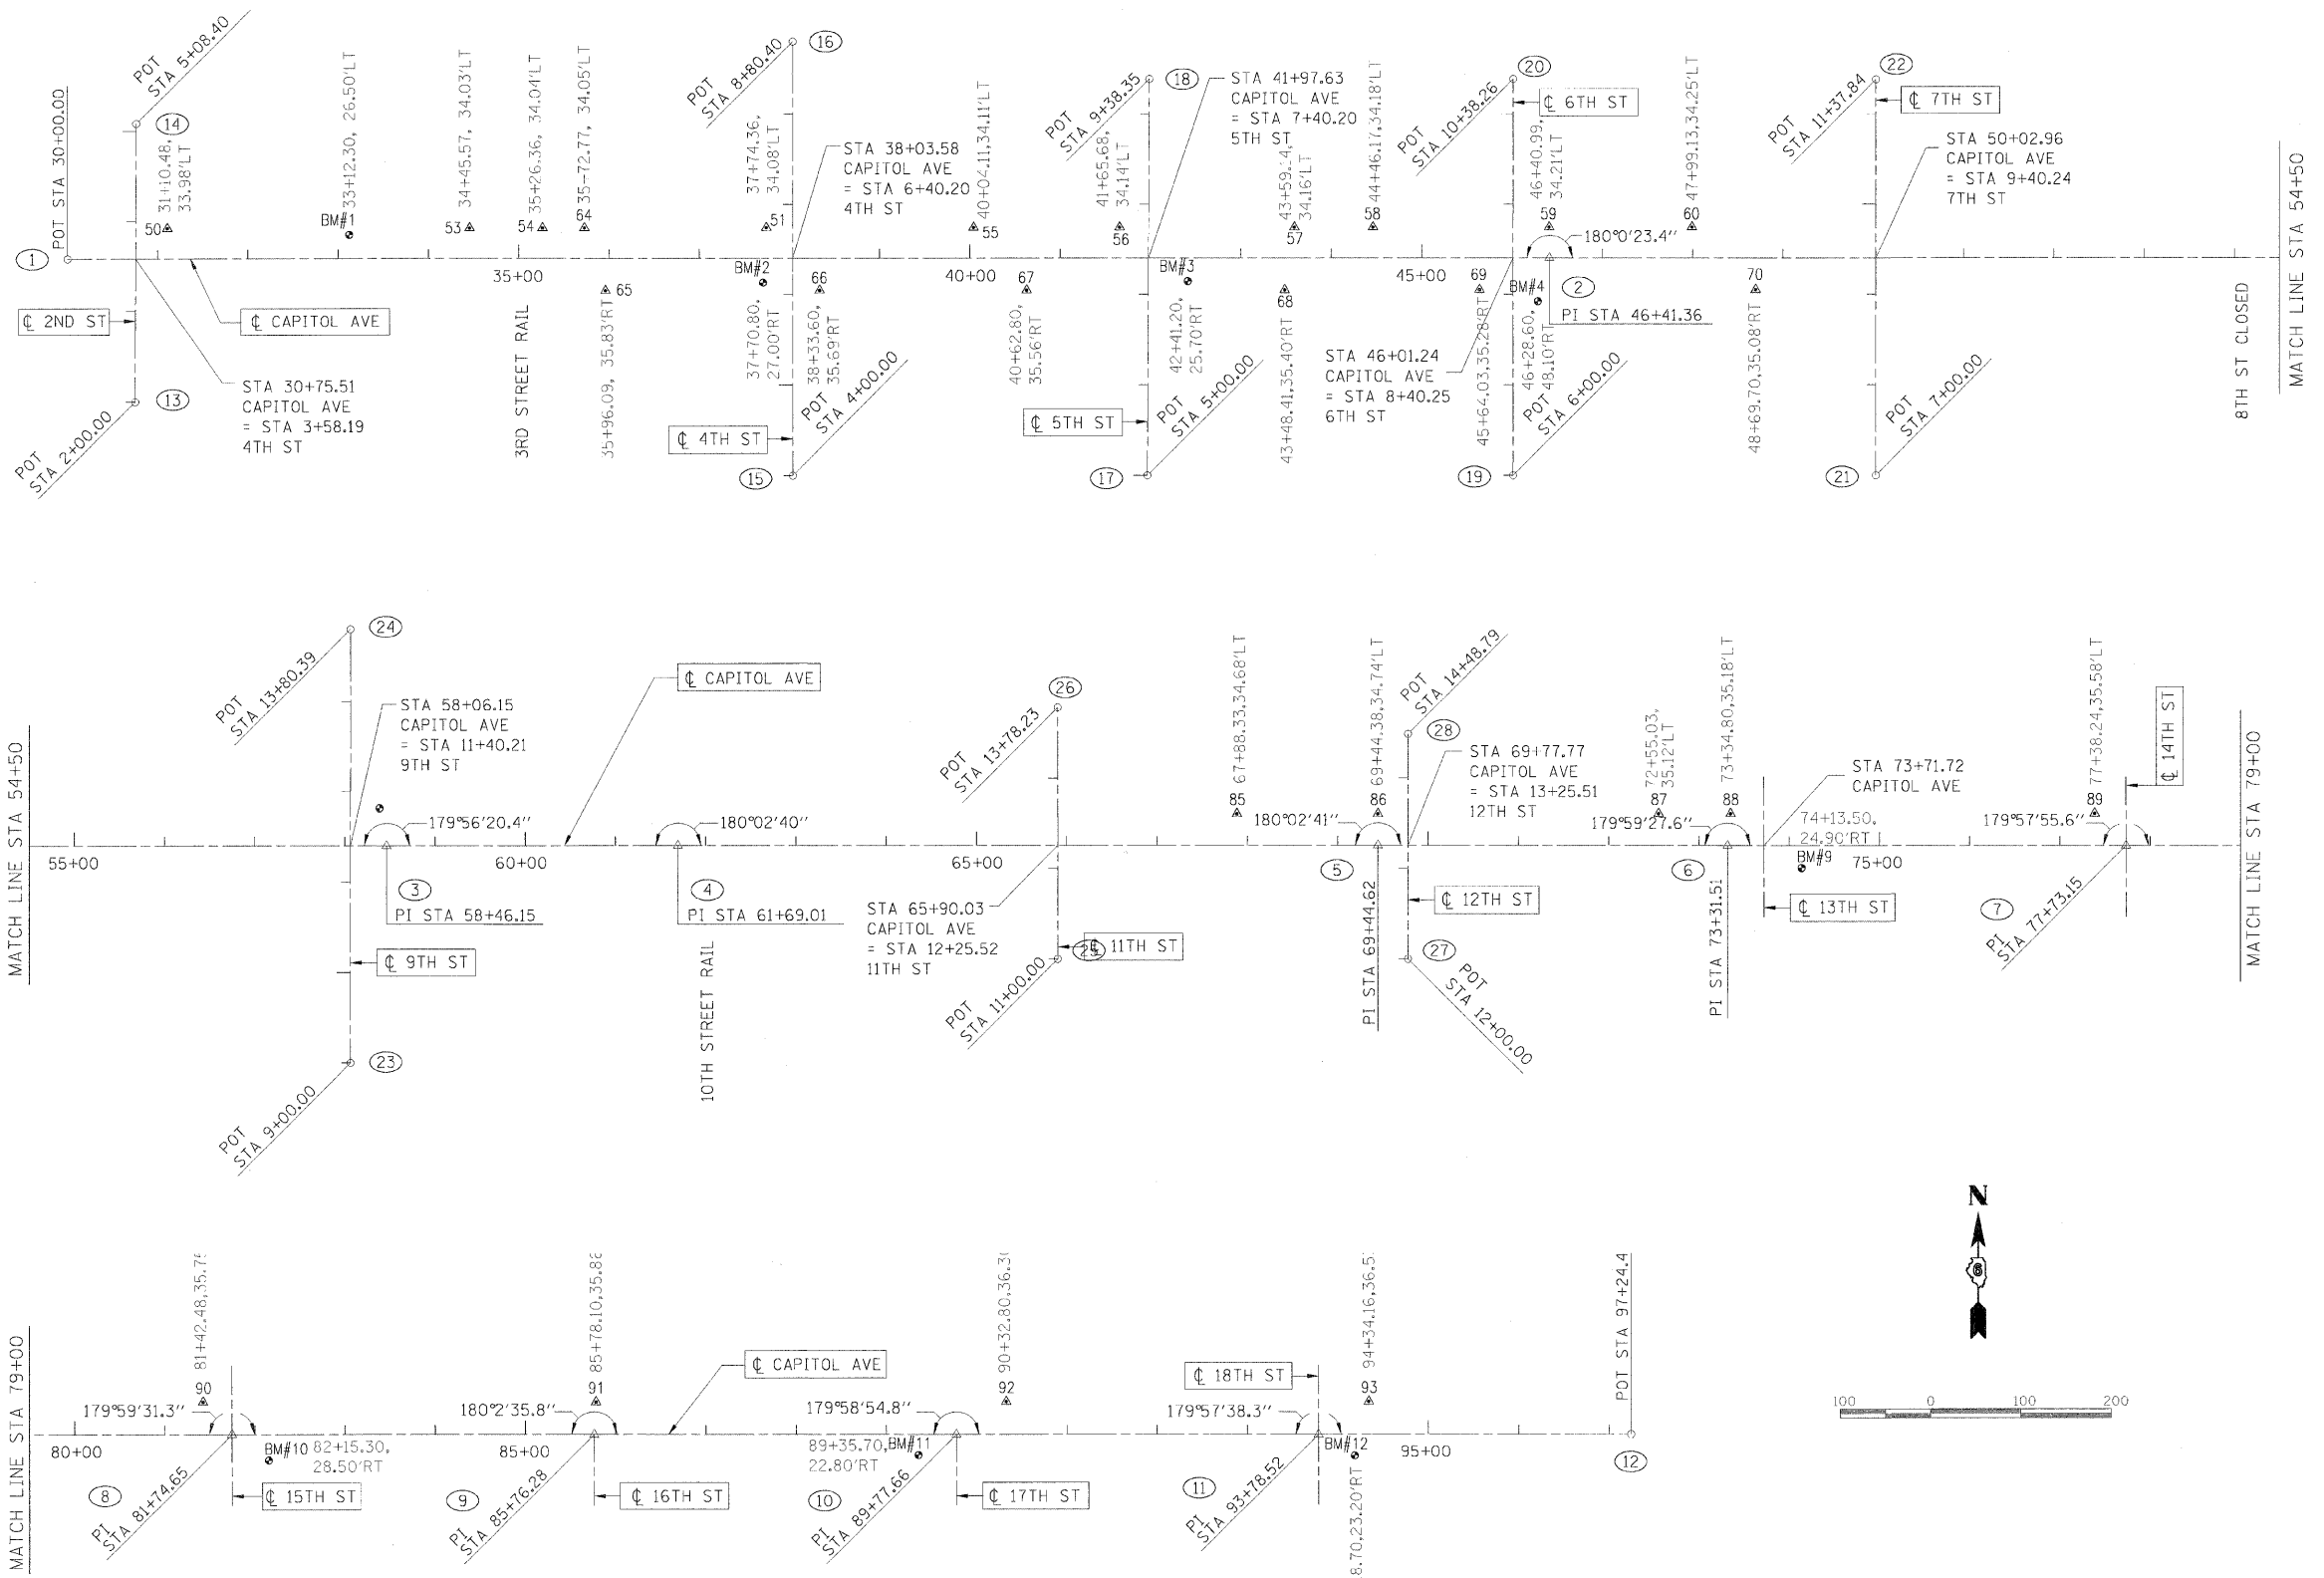 POT
STA 5+08.40
14
POT STA 30+00.00
1
31+10.48,
33.98'LT
50
33+12.30, 26.50'LT
BM#1
34+45.57, 34.03'LT
53
35+26.36, 34.04'LT
54
35-72.77, 34.05'LT
64
37+74.36,
34.08'LT
51
POT
STA 8+80.40
16
STA 38+03.58
CAPITOL AVE
= STA 6+40.20
4TH ST
40+04.11,34.11'LT
55
41+65.68,
34.14'LT
56
POT
STA 9+38.35
18
STA 41+97.63
CAPITOL AVE
= STA 7+40.20
5TH ST
34.16'LT
57
44+46.17,34.18'LT
58
POT
STA 10+38.26
20
℄ 6TH ST
46+40.99,
34.21'LT
59
180°0'23.4"
47+99.13,34.25'LT
60
POT
STA 11+37.84
22
℄ 7TH ST
STA 50+02.96
CAPITOL AVE
= STA 9+40.24
7TH ST
MATCH LINE STA 54+50
8TH ST CLOSED
℄ 2ND ST
℄ CAPITOL AVE
STA 30+75.51
CAPITOL AVE
= STA 3+58.19
4TH ST
13
POT
STA 2+00.00
35+00
3RD STREET RAIL
65
35+96.09, 35.83'RT
BM#2
37+70.80,
27.00'RT
66
38+33.60,
35.69'RT
℄ 4TH ST
15
POT
STA 4+00.00
40+00
67
40+62.80,
35.56'RT
℄ 5TH ST
17
POT
STA 5+00.00
BM#3
42+41.20,
25.70'RT
68
43+48.41,35.40'RT
45+00
69
45+64.03,35.28'RT
STA 46+01.24
CAPITOL AVE
= STA 8+40.25
6TH ST
BM#4
46+28.60,
48.10'RT
2
PI STA 46+41.36
19
POT
STA 6+00.00
70
48+69.70,35.08'RT
21
POT
STA 7+00.00
MATCH LINE STA 54+50
55+00
POT
STA 13+80.39
24
STA 58+06.15
CAPITOL AVE
= STA 11+40.21
9TH ST
179°56'20.4"
3
PI STA 58+46.15
℄ 9TH ST
23
POT
STA 9+00.00
60+00
℄ CAPITOL AVE
180°02'40"
4
PI STA 61+69.01
10TH STREET RAIL
65+00
POT
STA 13+78.23
26
STA 65+90.03
CAPITOL AVE
= STA 12+25.52
11TH ST
℄ 11TH ST
25
POT
STA 11+00.00
67+88.33,34.68'LT
85
69+44.38,34.74'LT
86
180°02'41"
5
PI STA 69+44.62
POT
STA 14+48.79
28
STA 69+77.77
CAPITOL AVE
= STA 13+25.51
12TH ST
℄ 12TH ST
27
POT
STA 12+00.00
72+55.03,
35.12'LT
87
73+34.80,35.18'LT
88
179°59'27.6"
6
PI STA 73+31.51
STA 73+71.72
CAPITOL AVE
74+13.50,
24.90'RT
BM#9
75+00
℄ 13TH ST
77+38.24,35.58'LT
89
179°57'55.6"
℄ 14TH ST
7
PI
STA 77+73.15
MATCH LINE STA 79+00
MATCH LINE STA 79+00
80+00
81+42.48,35.7
90
179°59'31.3"
8
PI
STA 81+74.65
BM#10
82+15.30,
28.50'RT
℄ 15TH ST
85+00
85+78.10,35.8
91
180°2'35.8"
9
PI
STA 85+76.28
℄ 16TH ST
℄ CAPITOL AVE
179°58'54.8"
89+35.70,
22.80'RT
BM#11
10
PI
STA 89+77.66
℄ 17TH ST
90+32.80,36.3
92
℄ 18TH ST
179°57'38.3"
11
PI
STA 93+78.52
BM#12
8.70,23.20'RT
94+34.16,36.5
93
95+00
POT STA 97+24.4
12
N
6
100 0 100 200